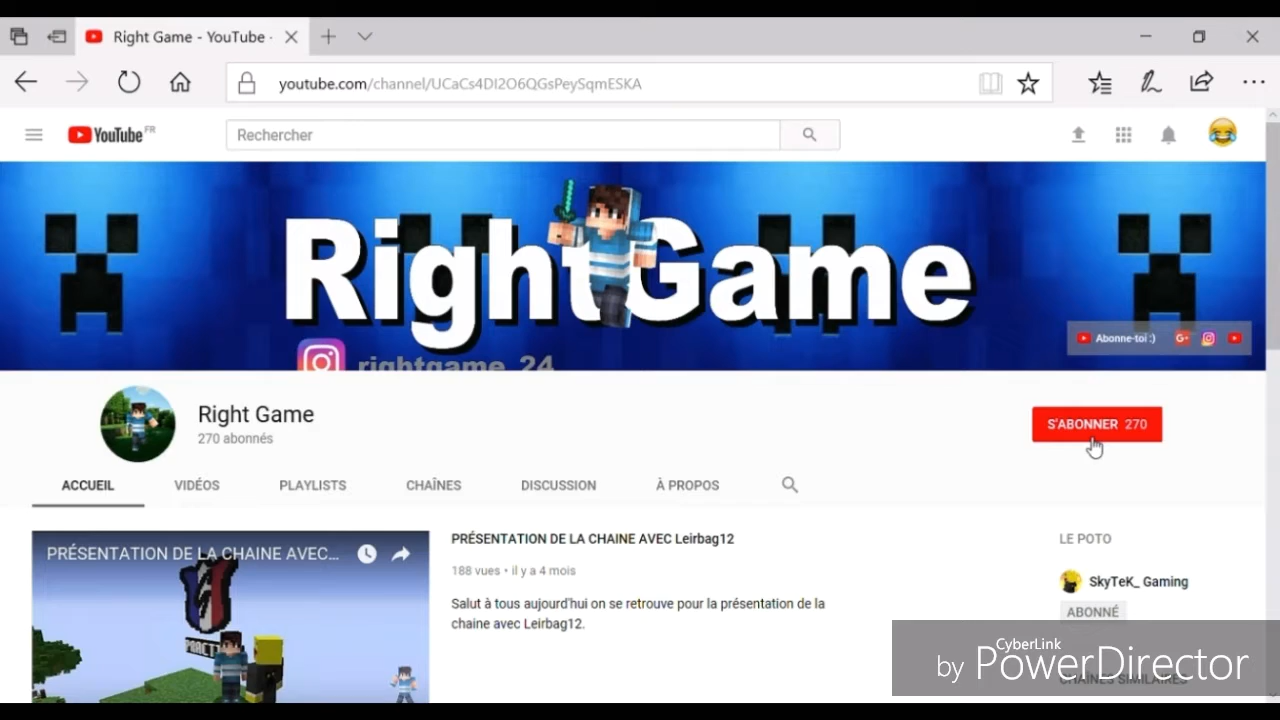 Right Game - YouTube
youtube.com/channel/UCaCs4DI2O6QGsPeySqmESKA
YouTube FR
Rechercher
RightGame
rightgame_24
Abonne-toi :)
G+
Right Game
270 abonnés
S'ABONNER 270
ACCUEIL VIDÉOS PLAYLISTS CHAÎNES DISCUSSION À PROPOS
PRÉSENTATION DE LA CHAINE AVEC...
PRÉSENTATION DE LA CHAINE AVEC Leirbag12
188 vues • il y a 4 mois
Salut à tous aujourd'hui on se retrouve pour la présentation de la
chaine avec Leirbag12.
LE POTO
SkyTeK_ Gaming
ABONNÉ
CHAÎNES SIMILAIRES
CyberLink
by PowerDirector